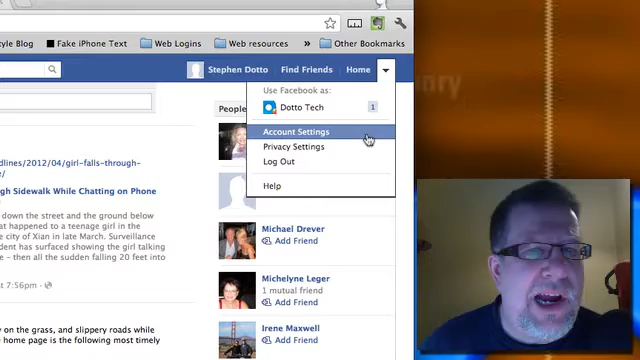 tyle Blog
Fake iPhone Text
Web Logins
Web resources
»
Other Bookmarks
Stephen Dotto
Find Friends
Home
Use Facebook as:
Dotto Tech
1
Account Settings
Privacy Settings
Log Out
Help
People
Michael Drever
Add Friend
Michelyne Leger
1 mutual friend
Add Friend
Irene Maxwell
Add Friend
dlines/2012/04/girl-falls-through-
e/
ugh Sidewalk While Chatting on Phone
down the street and the ground below
at happened to a teenage girl in the
e city of Xian in late March. Surveillance
dent has surfaced showing the girl talking
e – then all the sudden falling 20 feet into
at 7:56pm
y on the grass, and slippery roads while
home page is the following most timely